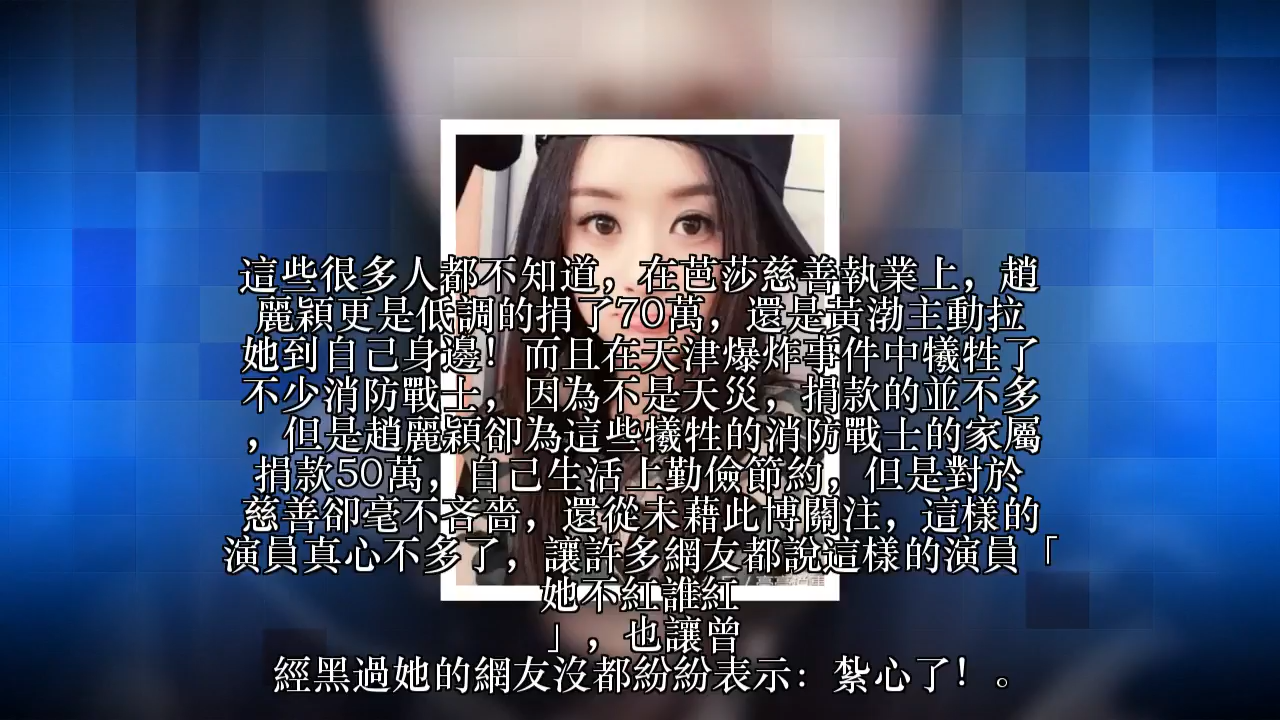 這些很多人都不知道，在芭莎慈善執業上，趙
麗穎更是低調的捐了70萬，還是黃渤主動拉
她到自己身邊！而且在天津爆炸事件中犧牲了
不少消防戰士，因為不是天災，捐款的並不多
，但是趙麗穎卻為這些犧牲的消防戰士的家屬
捐款50萬，自己生活上勤儉節約，但是對於
慈善卻毫不吝嗇，還從未藉此博關注，這樣的
演員真心不多了，讓許多網友都說這樣的演員「
她不紅誰紅
」，也讓曾
經黑過她的網友沒都紛紛表示：紮心了！。